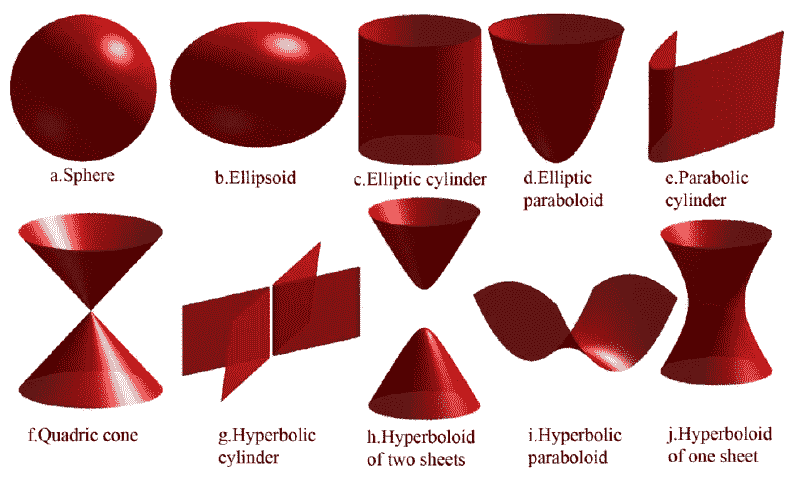 a.Sphere
b.Ellipsoid
c.Elliptic cylinder
d.Elliptic
paraboloid
e.Parabolic
cylinder
f.Quadric cone
g.Hyperbolic
cylinder
h.Hyperboloid
of two sheets
i.Hyperbolic
paraboloid
j.Hyperboloid
of one sheet